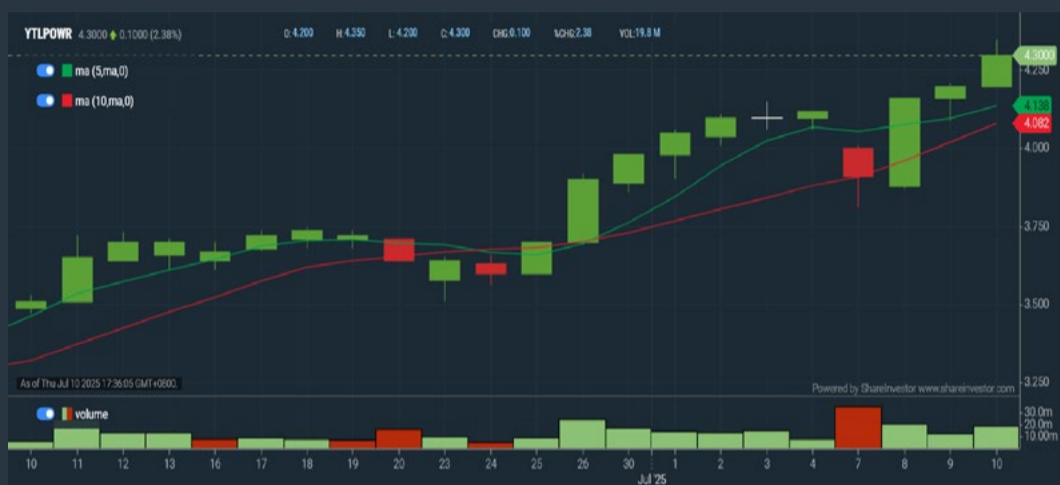 YTLPOWR 4.3000 0.1000 (2.38%) O:4.200 H:4.350 L:4.200 C:4.300 CHG:0.100 %CHG:2.38 VOL:19.8 M
ma (5,ma,0)
ma (10,ma,0)
4.3000
4.250
4.138
4.082
4.000
3.750
3.500
3.250
As of Thu Jul 10 2025 17:36:05 GMT+0800.
Powered by ShareInvestor www.shareinvestor.com
volume
30.0m
20.0m
10.00m
10 11 12 13 16 17 18 19 20 23 24 25 26 30 1 2 3 4 7 8 9 10
Jul '25